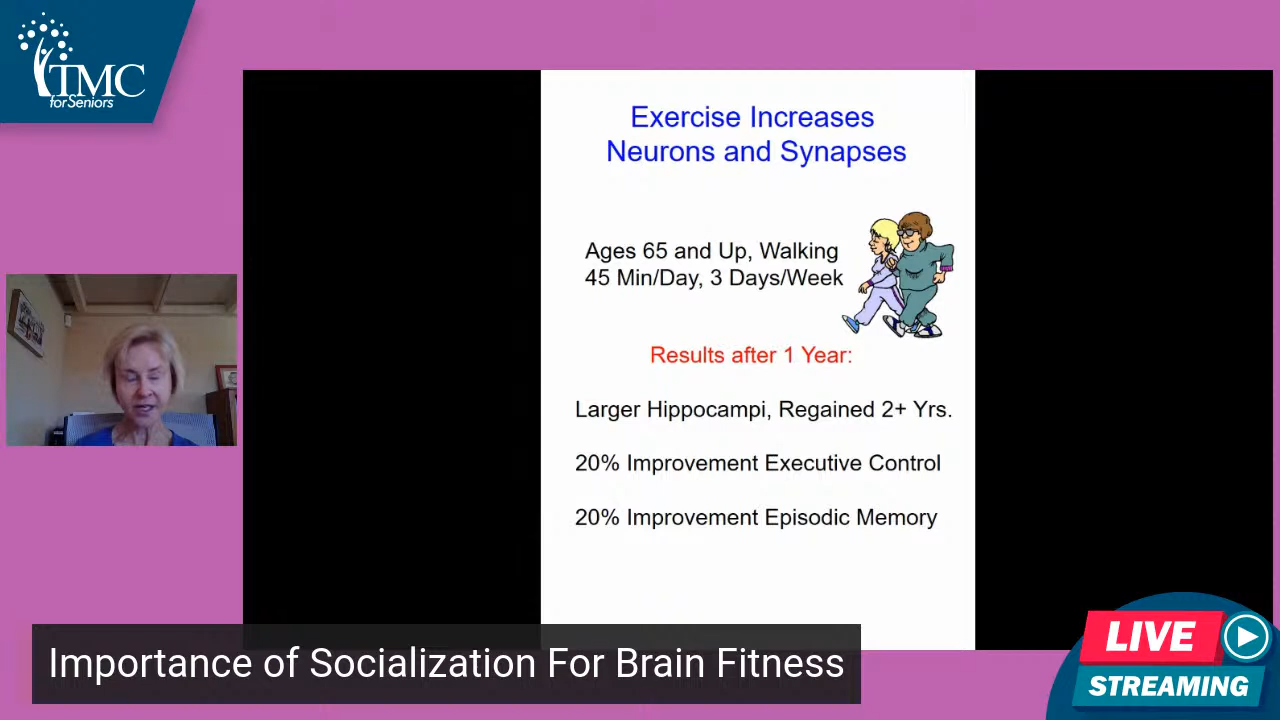 TMC
for Seniors
Exercise Increases
Neurons and Synapses
Ages 65 and Up, Walking
45 Min/Day, 3 Days/Week
Results after 1 Year:
Larger Hippocampi, Regained 2+ Yrs.
20% Improvement Executive Control
20% Improvement Episodic Memory
Importance of Socialization For Brain Fitness
LIVE
STREAMING